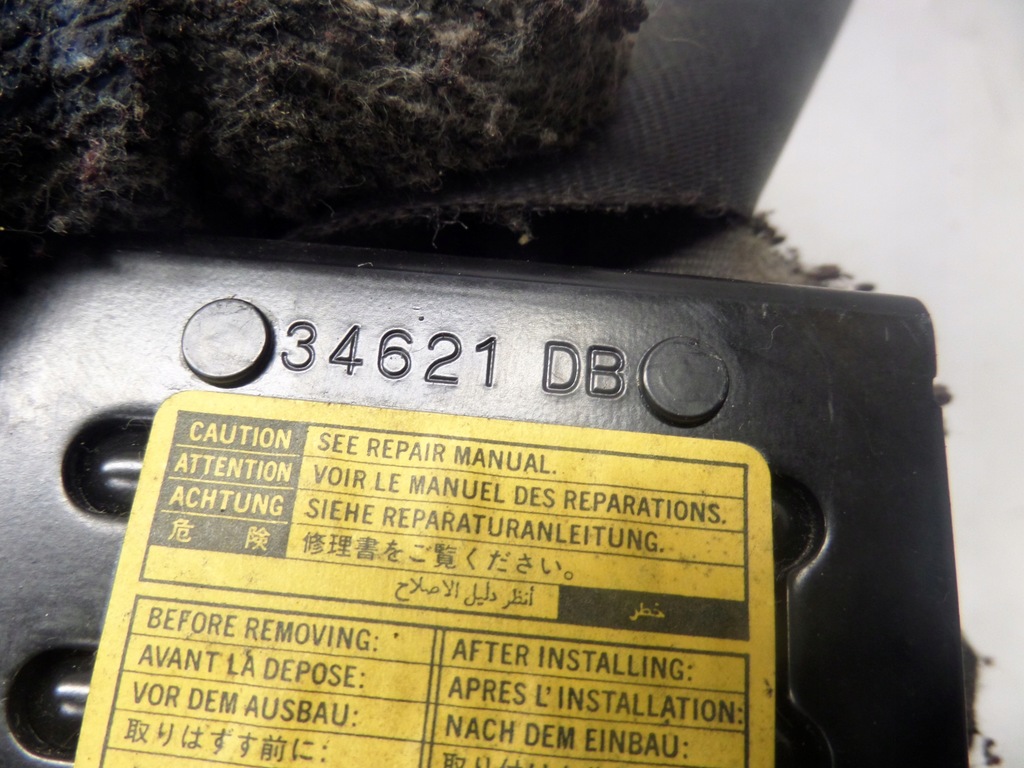 34621 DB
CAUTION SEE REPAIR MANUAL.
ATTENTION VOIR LE MANUEL DES REPARATIONS.
ACHTUNG SIEHE REPARATURANLEITUNG.
危険 修理書をご覧ください。
أنظر دليل الاصلاح خطر
BEFORE REMOVING:
AVANT LA DEPOSE:
VOR DEM AUSBAU:
取りはずす前に:
AFTER INSTALLING:
APRES L'INSTALLATION:
NACH DEM EINBAU: